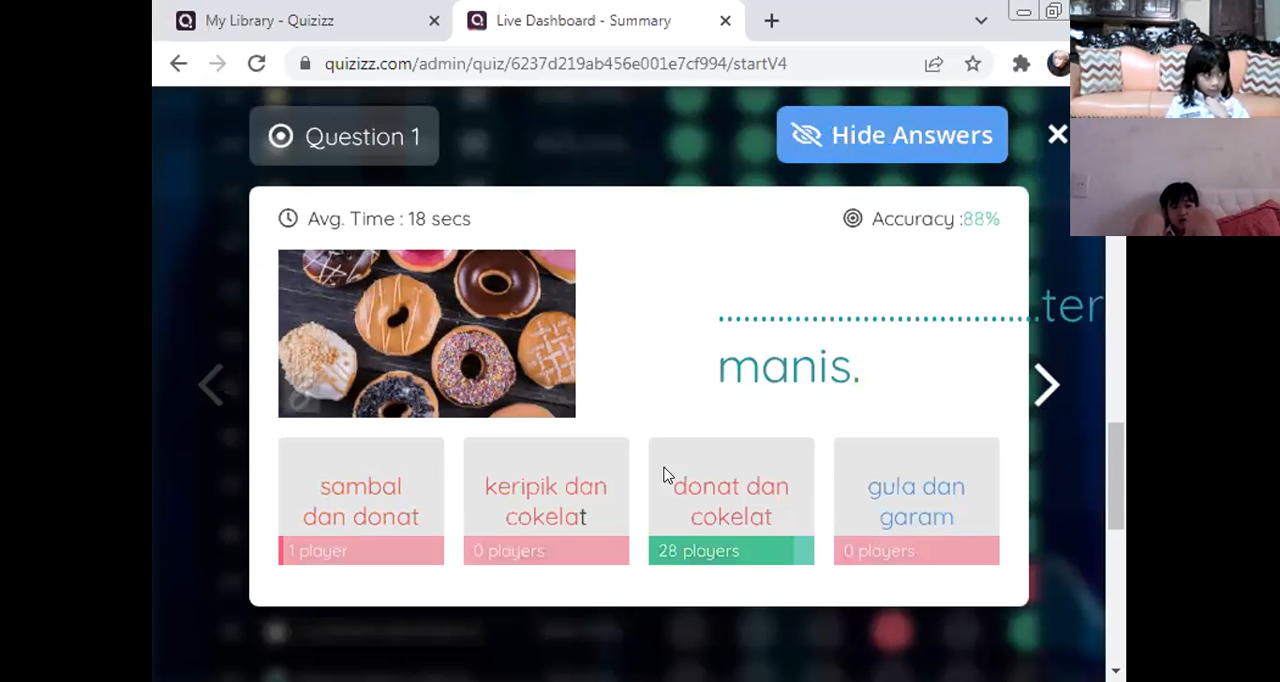 My Library - Quizizz
Live Dashboard - Summary
quizizz.com/admin/quiz/6237d219ab456e001e7cf994/startV4
Question 1
Hide Answers
Avg. Time : 18 secs
Accuracy :88%
......................................ter
manis.
sambal
dan donat
1 player
keripik dan
cokelat
0 players
donat dan
cokelat
28 players
gula dan
garam
0 players